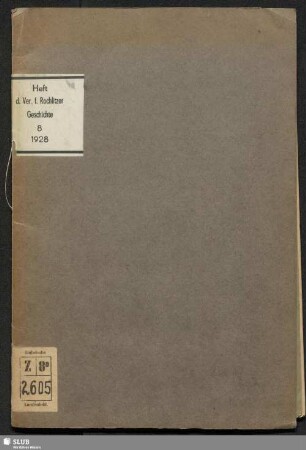 Heft
d. Ver. f. Rochlitzer
Geschichte
8
1928
Z 8°
2605
SLUB